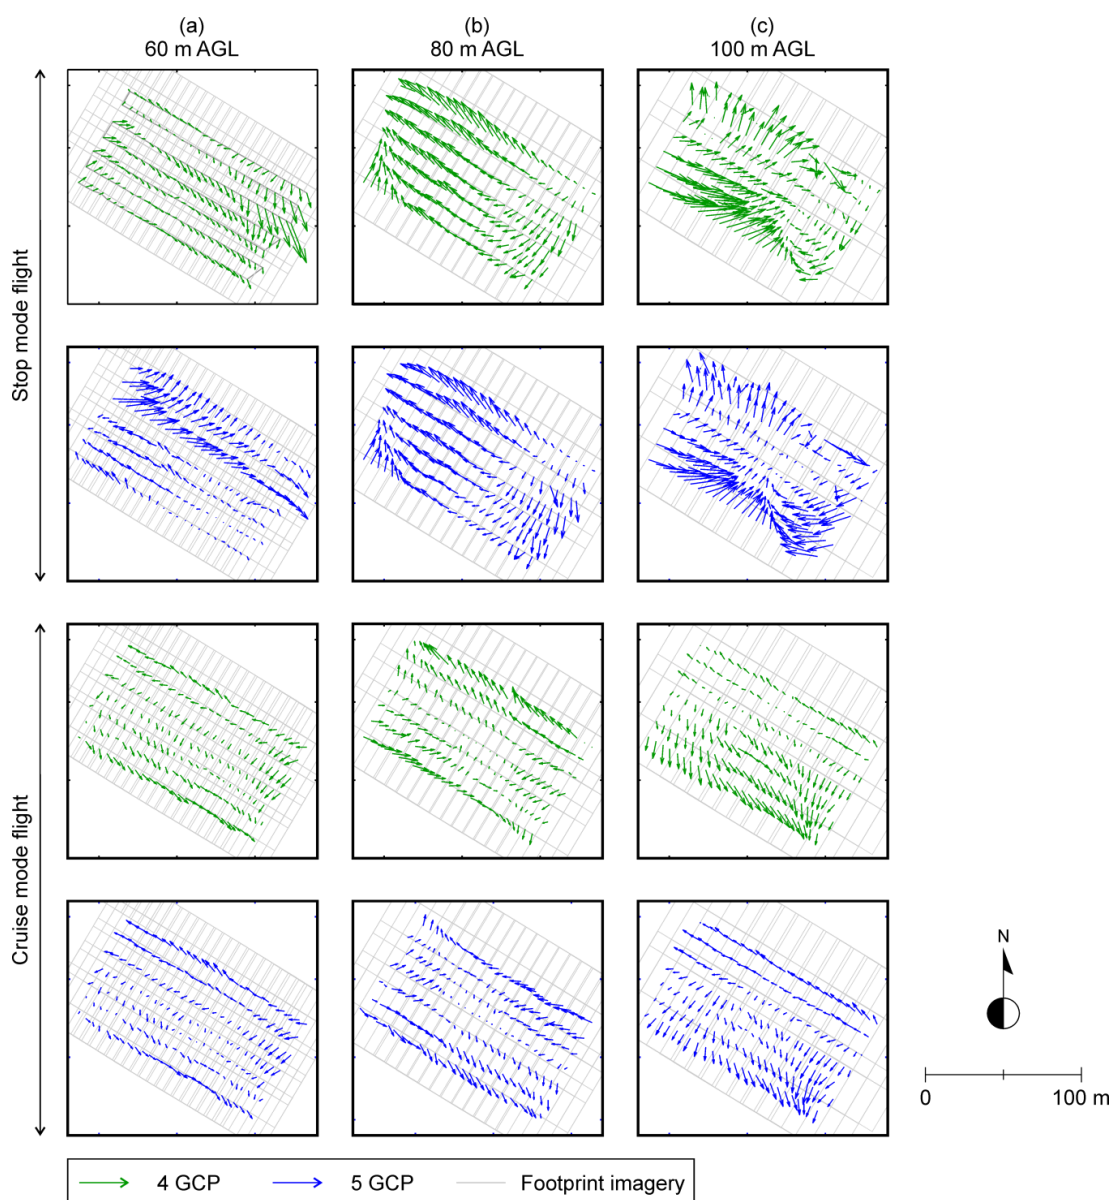 (a)
60 m AGL
(b)
80 m AGL
(c)
100 m AGL
Stop mode flight
Cruise mode flight
N
0
100 m
4 GCP
5 GCP
Footprint imagery